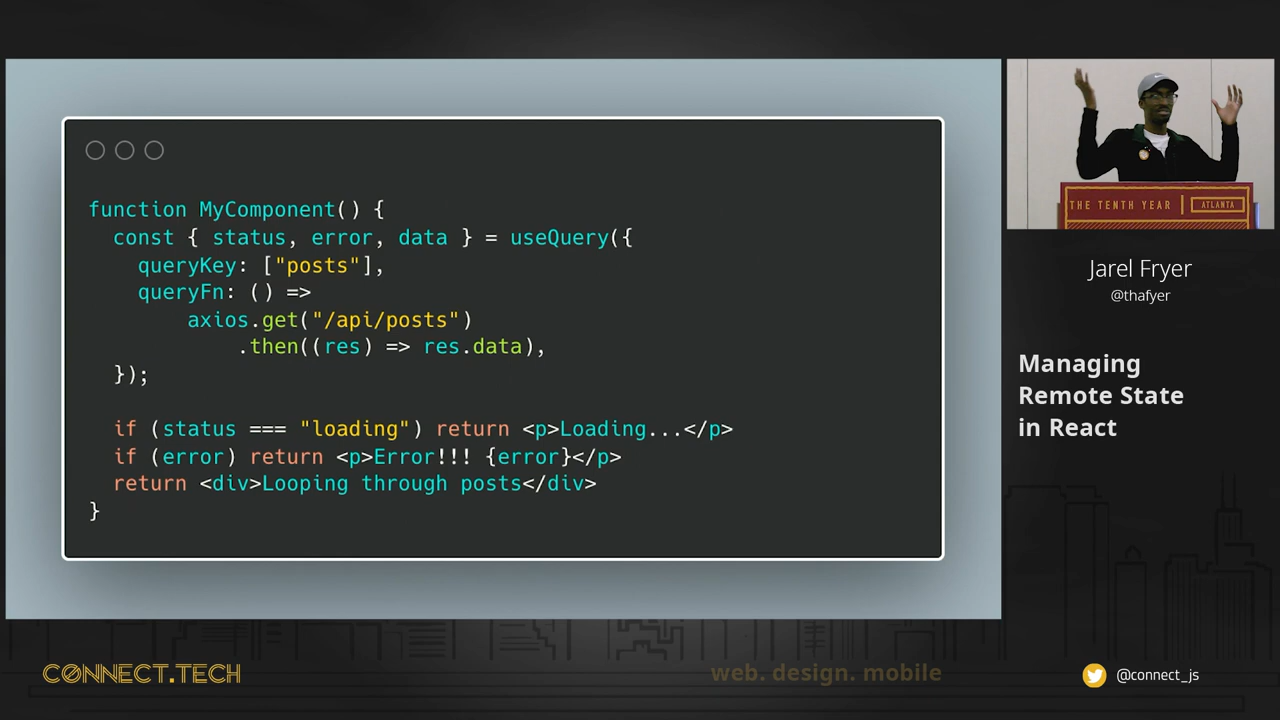 function MyComponent() {
  const { status, error, data } = useQuery({
    queryKey: ["posts"],
    queryFn: () =>
        axios.get("/api/posts")
            .then((res) => res.data),
  });

  if (status === "loading") return <p>Loading...</p>
  if (error) return <p>Error!!! {error}</p>
  return <div>Looping through posts</div>
}
THE TENTH YEAR | ATLANTA
Jarel Fryer
@thafyer
Managing
Remote State
in React
CONNECT.TECH
web. design. mobile
@connect_js